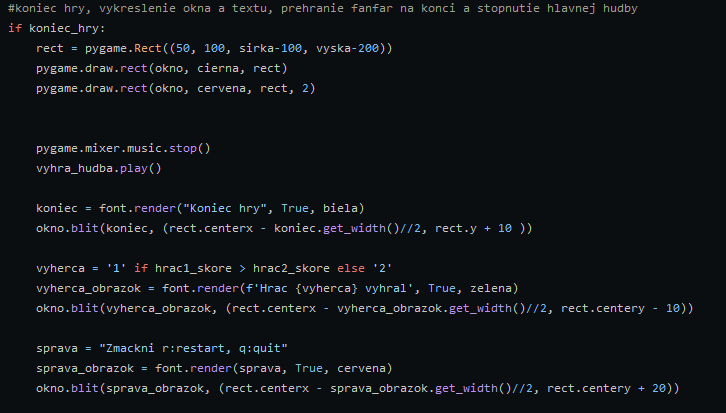 #koniec hry, vykreslenie okna a textu, prehranie fanfar na konci a stopnutie hlavnej hudby
if koniec_hry:
    rect = pygame.Rect((50, 100, sirka-100, vyska-200))
    pygame.draw.rect(okno, cierna, rect)
    pygame.draw.rect(okno, cervena, rect, 2)
    pygame.mixer.music.stop()
    vyhra_hudba.play()
    koniec = font.render("Koniec hry", True, biela)
    okno.blit(koniec, (rect.centerx - koniec.get_width()//2, rect.y + 10 ))
    vyherca = '1' if hrac1_skore > hrac2_skore else '2'
    vyherca_obrazok = font.render(f'Hrac {vyherca} vyhral', True, zelena)
    okno.blit(vyherca_obrazok, (rect.centerx - vyherca_obrazok.get_width()//2, rect.centery - 10))
    sprava = "Zmackni r:restart, q:quit"
    sprava_obrazok = font.render(sprava, True, cervena)
    okno.blit(sprava_obrazok, (rect.centerx - sprava_obrazok.get_width()//2, rect.centery + 20))